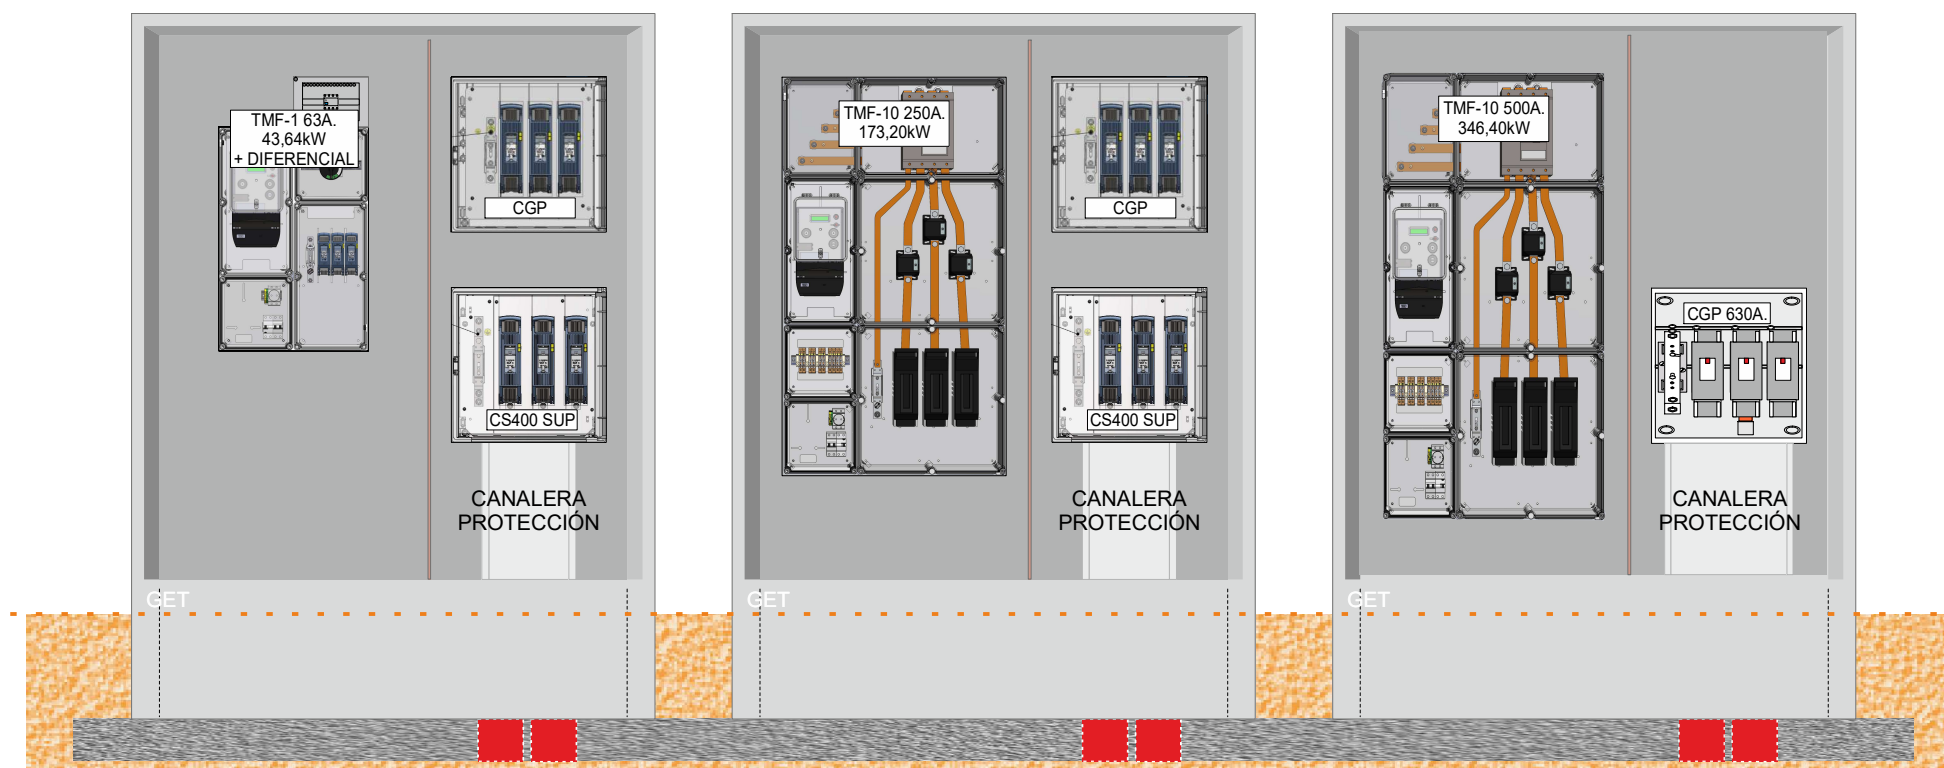 TMF-1 63A.
43,64kW
+ DIFERENCIAL
CGP
CS400 SUP
CANALERA
PROTECCIÓN
GET
TMF-10 250A.
173,20kW
CGP
CS400 SUP
CANALERA
PROTECCIÓN
GET
TMF-10 500A.
346,40kW
CGP 630A.
CANALERA
PROTECCIÓN
GET